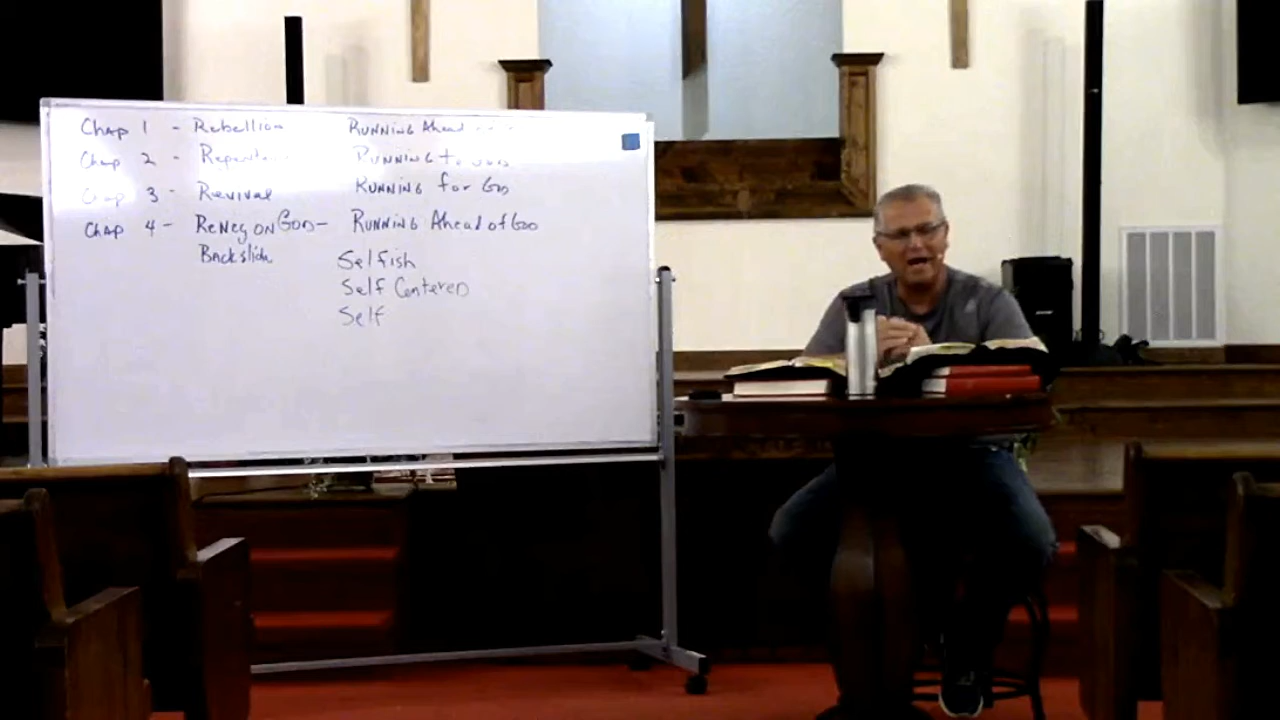 Chap 1 - Rebellion Running Ahead
Chap 2 - Running to
Chap 3 - Revival Running for God
Chap 4 - Reneg on God - Running Ahead of God
Backslide Selfish
Self Centered
Self